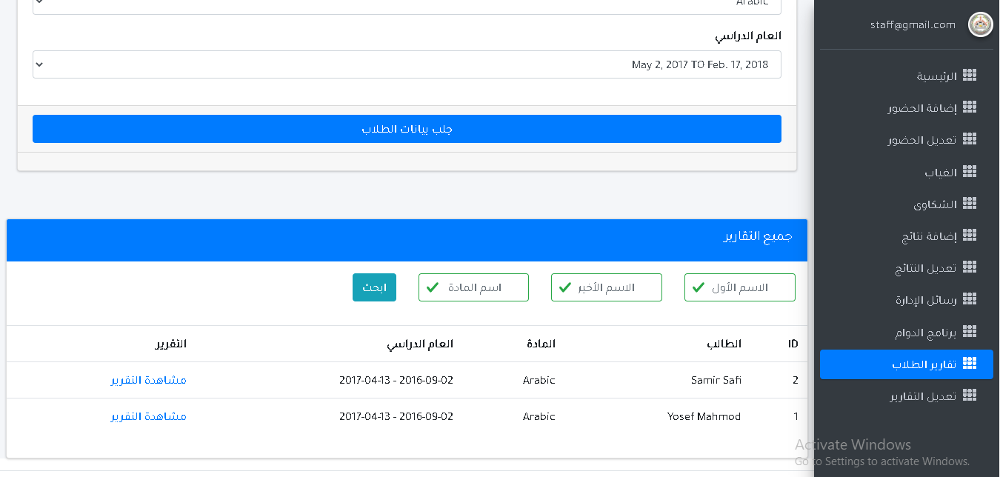 staff@gmail.com
الرئيسية
إضافة الحضور
تعديل الحضور
الغياب
الشكاوى
إضافة نتائج
تعديل النتائج
رسائل الإدارة
برنامج الدوام
تقارير الطلاب
تعديل التقارير
Arabic
العام الدراسي
May 2, 2017 TO Feb. 17, 2018
جلب بيانات الطلاب
جميع التقارير
الاسم الأول الاسم الأخير اسم المادة ابحث
ID الطالب المادة العام الدراسي التقرير
2 Samir Safi Arabic 2017-04-13 - 2016-09-02 مشاهدة التقرير
1 Yosef Mahmod Arabic 2017-04-13 - 2016-09-02 مشاهدة التقرير
Activate Windows
Go to Settings to activate Windows.